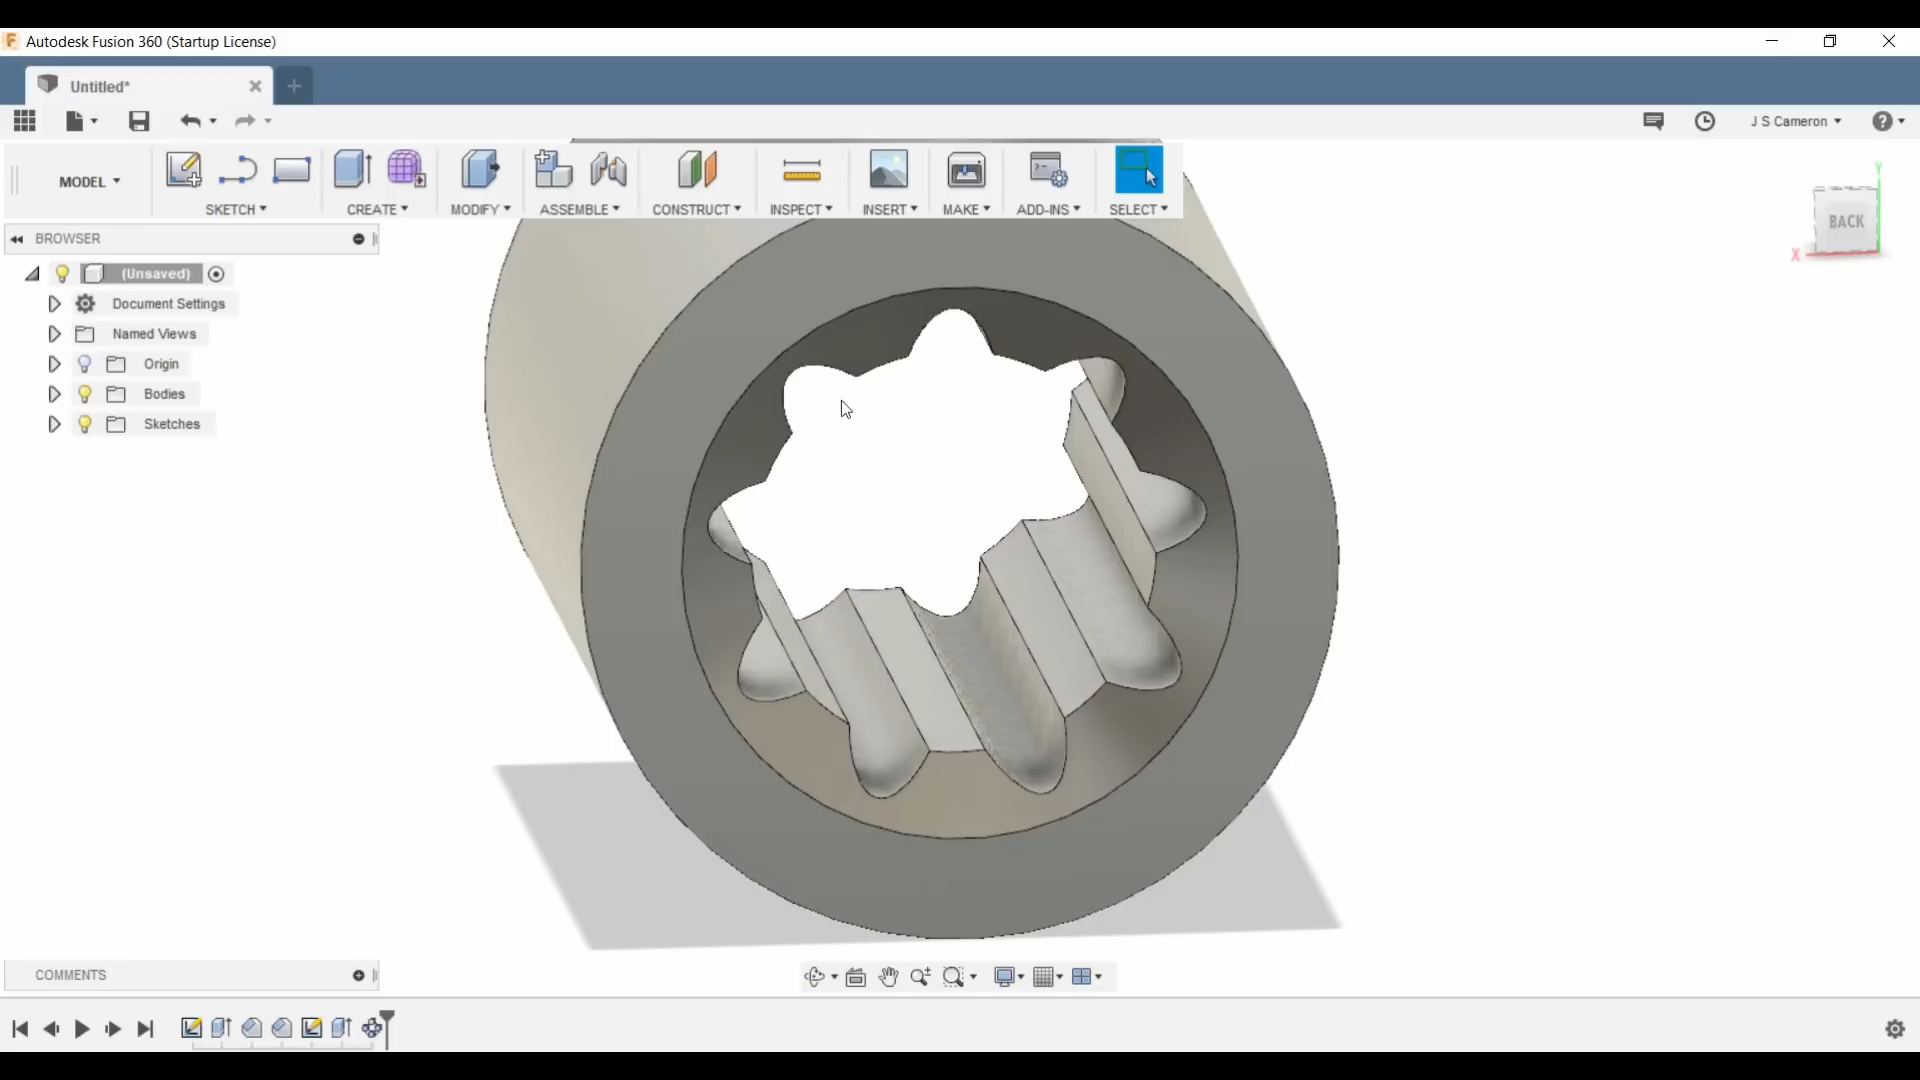 Autodesk Fusion 360 (Startup License)
Untitled*
J S Cameron
MODEL
SKETCH
CREATE
MODIFY
ASSEMBLE
CONSTRUCT
INSPECT
INSERT
MAKE
ADD-INS
SELECT
BROWSER
(Unsaved)
Document Settings
Named Views
Origin
Bodies
Sketches
Y
BACK
X
COMMENTS